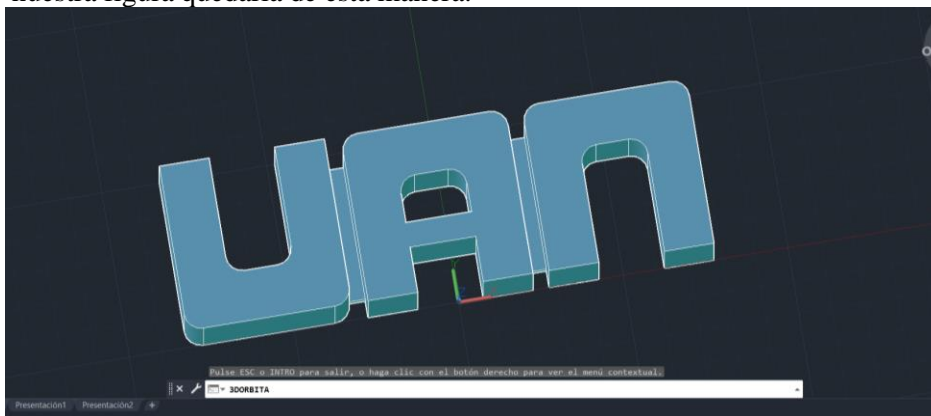 nuestra figura quedaría de esta manera:
UAN
Pulse ESC o INTRO para salir, o haga clic con el botón derecho para ver el menú contextual.
3DORBITA
Presentación1 Presentación2 +